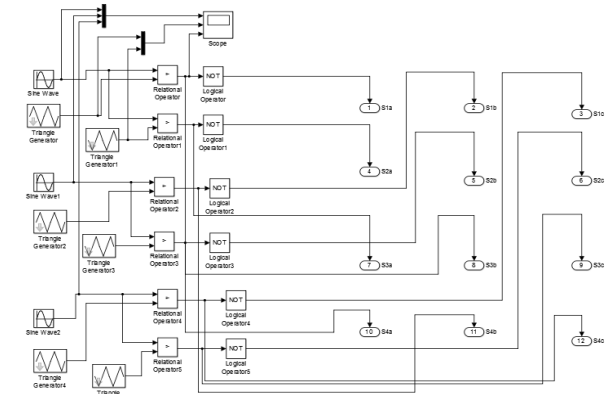 Scope
Sine Wave
>
Relational
Operator
NOT
Logical
Operator
1
S1a
2
S1b
3
S1c
Triangle
Generator
Triangle
Generator1
>
Relational
Operator1
NOT
Logical
Operator1
4
S2a
5
S2b
6
S2c
Sine Wave1
>
Relational
Operator2
NOT
Logical
Operator2
Triangle
Generator2
Triangle
Generator3
>
Relational
Operator3
NOT
Logical
Operator3
7
S3a
8
S3b
9
S3c
Sine Wave2
>
Relational
Operator4
NOT
Logical
Operator4
10
S4a
11
S4b
12
S4c
Triangle
Generator4
Triangle
>
Relational
Operator5
NOT
Logical
Operator5